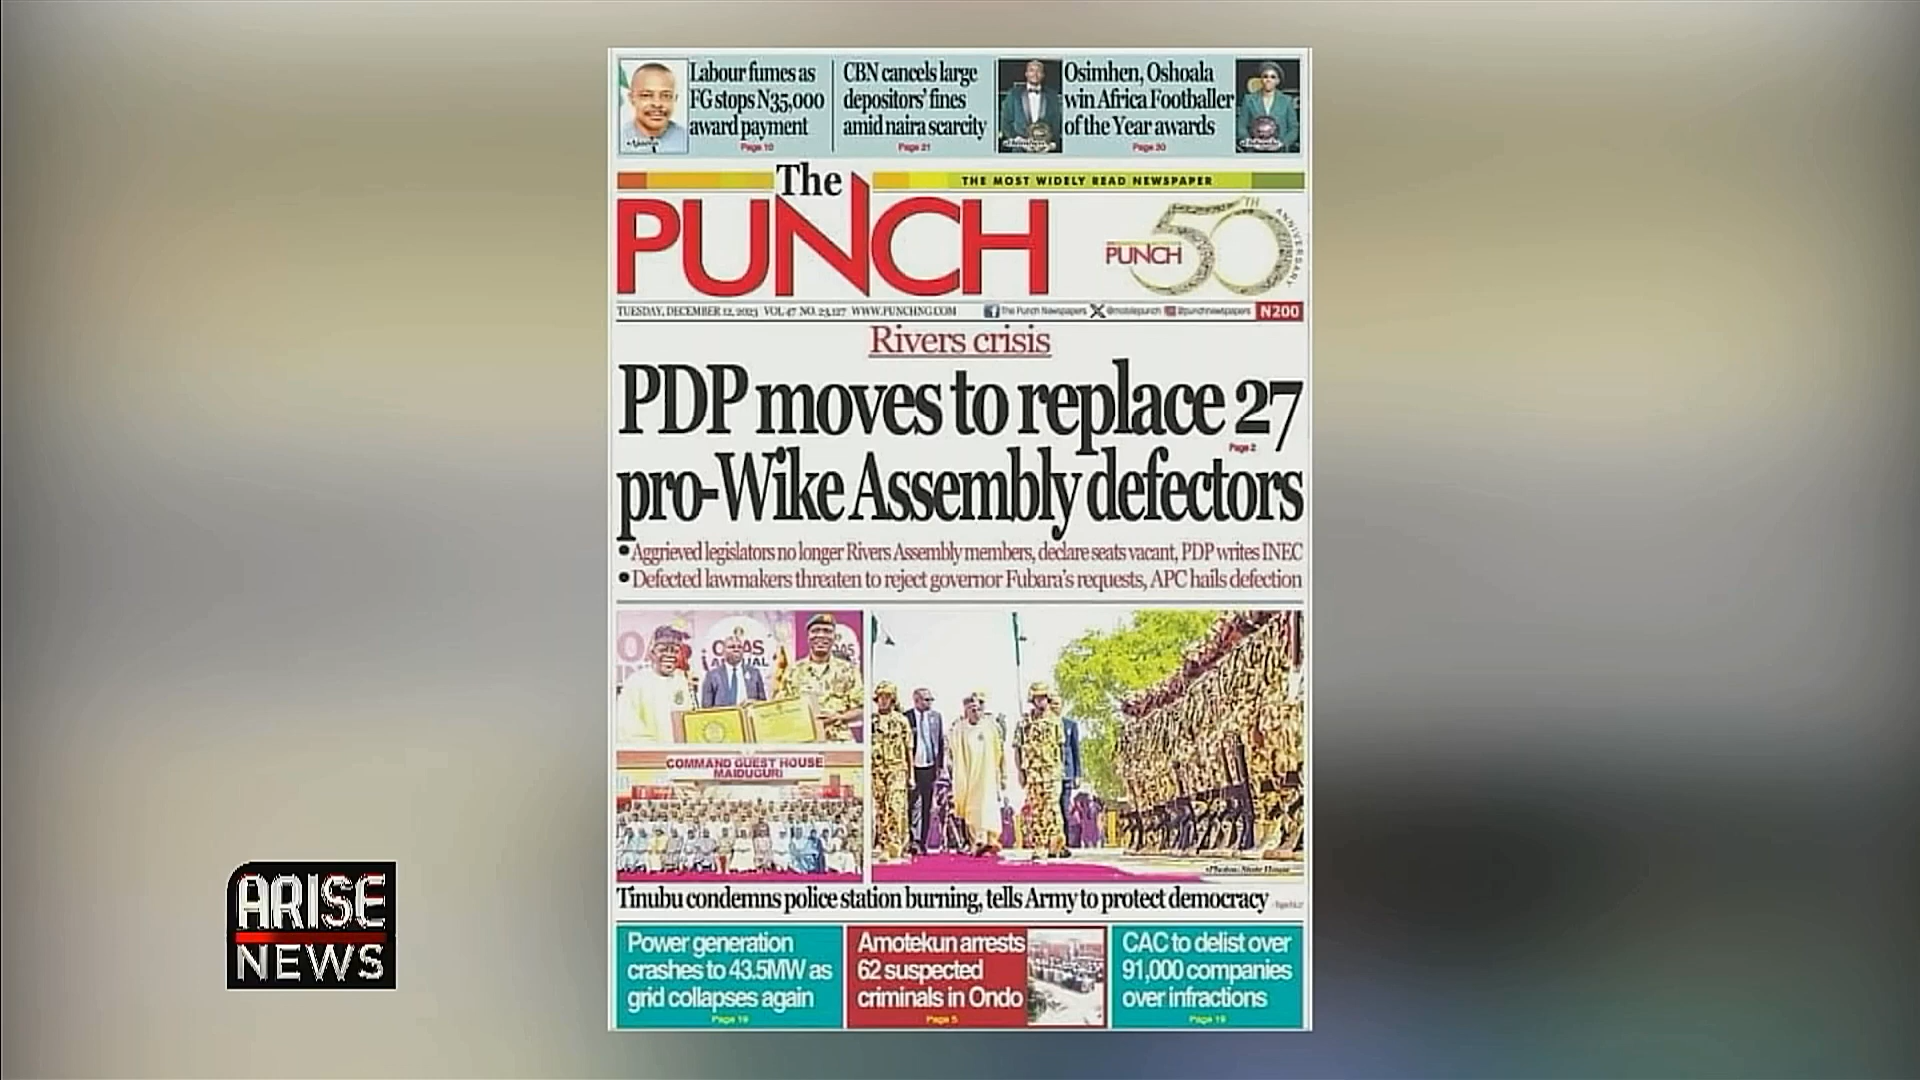 Labour fumes as
FG stops N35,000
award payment
Page 10
CBN cancels large
depositors' fines
amid naira scarcity
Page 21
Osimhen, Oshoala
win Africa Footballer
of the Year awards
Page 30
The
PUNCH
THE MOST WIDELY READ NEWSPAPER
PUNCH
50TH ANNIVERSARY
TUESDAY, DECEMBER 12, 2023 VOL 47 NO. 23,127 WWW.PUNCHNG.COM
The Punch Newspapers @mobilepunch @punchnewspapers N200
Rivers crisis
PDP moves to replace 27
Page 2
pro-Wike Assembly defectors
•Aggrieved legislators no longer Rivers Assembly members, declare seats vacant, PDP writes INEC
•Defected lawmakers threaten to reject governor Fubara's requests, APC hails defection
COMMAND GUEST HOUSE
MAIDUGURI
•Photos: State House
Tinubu condemns police station burning, tells Army to protect democracy
Power generation
crashes to 43.5MW as
grid collapses again
Page 19
Amotekun arrests
62 suspected
criminals in Ondo
Page 5
CAC to delist over
91,000 companies
over infractions
Page 19
ARISE
NEWS